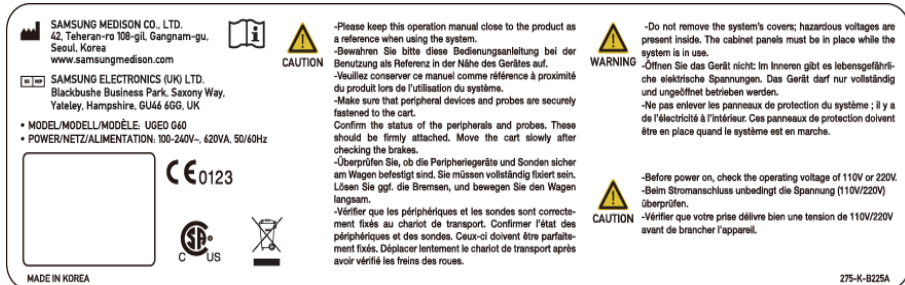 SAMSUNG MEDISON CO., LTD.
42, Teheran-ro 108-gil, Gangnam-gu,
Seoul, Korea
www.samsungmedison.com
EC REP
SAMSUNG ELECTRONICS (UK) LTD.
Blackbushe Business Park, Saxony Way,
Yateley, Hampshire, GU46 6GG, UK
• MODEL/MODELL/MODÈLE: UGEO G60
• POWER/NETZ/ALIMENTATION: 100-240V~, 620VA, 50/60Hz
CE 0123
CSA®
C US
MADE IN KOREA
i
CAUTION
-Please keep this operation manual close to the product as
a reference when using the system.
-Bewahren Sie bitte diese Bedienungsanleitung bei der
Benutzung als Referenz in der Nähe des Gerätes auf.
-Veuillez conserver ce manuel comme référence à proximité
du produit lors de l'utilisation du système.
-Make sure that peripheral devices and probes are securely
fastened to the cart.
Confirm the status of the peripherals and probes. These
should be firmly attached. Move the cart slowly after
checking the brakes.
-Überprüfen Sie, ob die Peripheriegeräte und Sonden sicher
am Wagen befestigt sind. Sie müssen vollständig fixiert sein.
Lösen Sie ggf. die Bremsen, und bewegen Sie den Wagen
langsam.
-Vérifier que les périphériques et les sondes sont correcte-
ment fixés au chariot de transport. Confirmer l'état des
périphériques et des sondes. Ceux-ci doivent être parfaite-
ment fixés. Déplacer lentement le chariot de transport après
avoir vérifié les freins des roues.
WARNING
-Do not remove the system's covers; hazardous voltages are
present inside. The cabinet panels must be in place while the
system is in use.
-Öffnen Sie das Gerät nicht: Im Inneren gibt es lebensgefährli-
che elektrische Spannungen. Das Gerät darf nur vollständig
und ungeöffnet betrieben werden.
-Ne pas enlever les panneaux de protection du système ; il y a
de l'électricité à l'intérieur. Ces panneaux de protection doivent
être en place quand le système est en marche.
CAUTION
-Before power on, check the operating voltage of 110V or 220V.
-Beim Stromanschluss unbedingt die Spannung (110V/220V)
überprüfen.
-Vérifier que votre prise délivre bien une tension de 110V/220V
avant de brancher l'appareil.
275-K-B225A